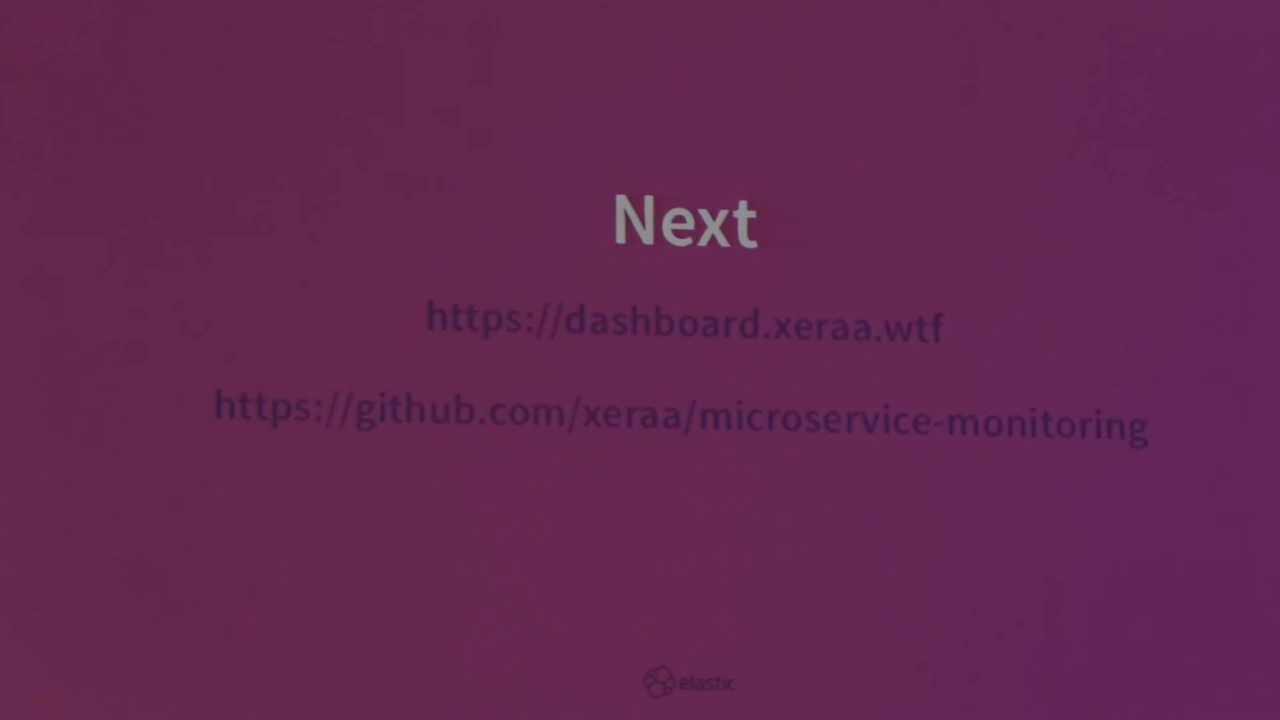 Next
https://dashboard.xeraa.wtf
https://github.com/xeraa/microservice-monitoring
elastic